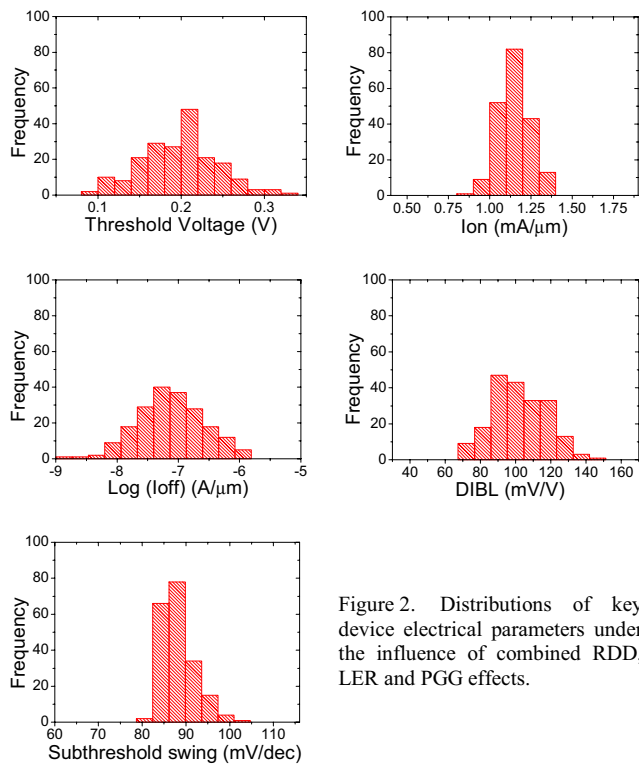 100
80
60
40
20
0
Frequency
0.1 0.2 0.3
Threshold Voltage (V)
100
80
60
40
20
0
Frequency
0.50 0.75 1.00 1.25 1.50 1.75
Ion (mA/μm)
100
80
60
40
20
0
Frequency
-9 -8 -7 -6 -5
Log (Ioff) (A/μm)
100
80
60
40
20
0
Frequency
40 60 80 100 120 140 160
DIBL (mV/V)
100
80
60
40
20
0
Frequency
60 70 80 90 100 110
Subthreshold swing (mV/dec)
Figure 2. Distributions of key
device electrical parameters under
the influence of combined RDD,
LER and PGG effects.